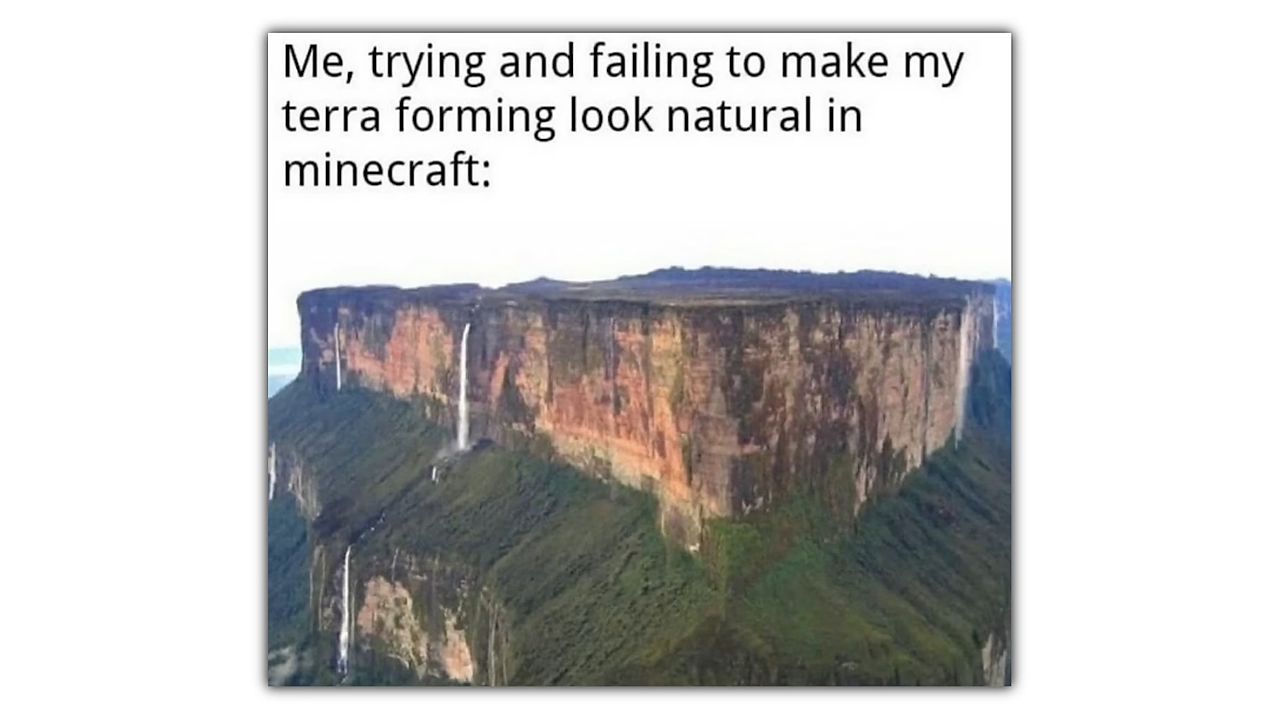 Me, trying and failing to make my
terra forming look natural in
minecraft: